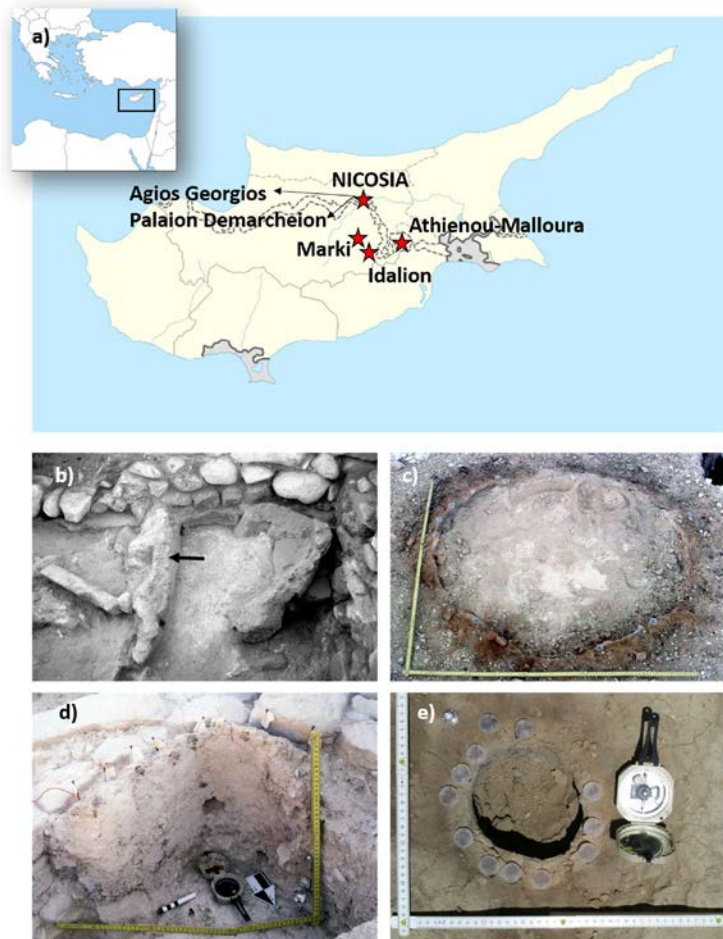 a)
NICOSIA
Agios Georgios
Palaion Demarcheion
Athienou-Malloura
Marki
Idalion
b)
c)
d)
e)